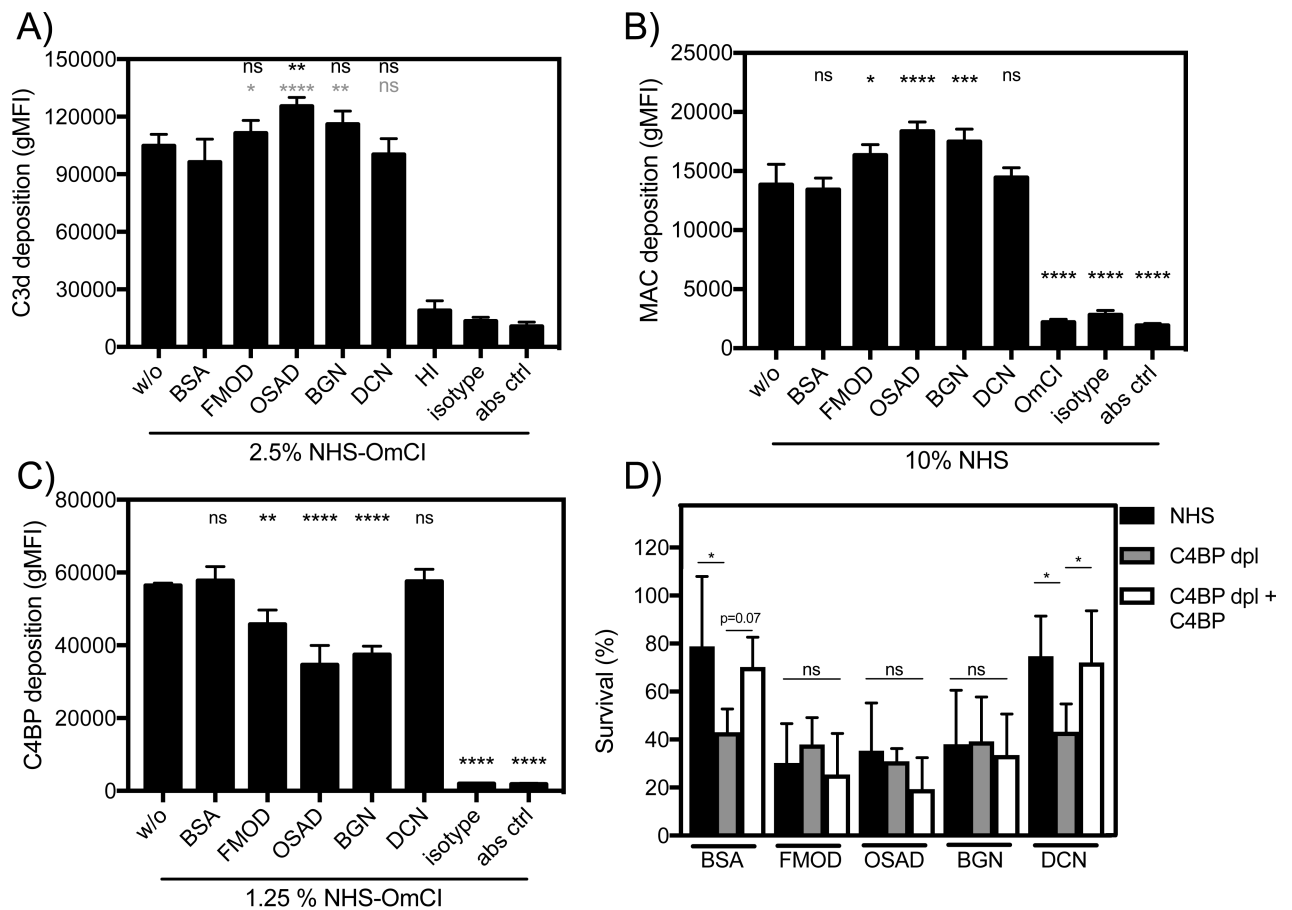 A)
C3d deposition (gMFI)
150000
120000
90000
60000
30000
0
ns ** ns ns
* **** ** ns
w/o BSA FMOD OSAD BGN DCN HI isotype abs ctrl
2.5% NHS-OmCI
B)
MAC deposition (gMFI)
25000
20000
15000
10000
5000
0
ns * **** *** ns
**** **** ****
w/o BSA FMOD OSAD BGN DCN OmCI isotype abs ctrl
10% NHS
C)
C4BP deposition (gMFI)
80000
60000
40000
20000
0
ns ** **** **** ns
**** ****
w/o BSA FMOD OSAD BGN DCN isotype abs ctrl
1.25 % NHS-OmCI
D)
Survival (%)
120
100
80
60
40
20
0
* *
*
p=0.07
ns ns ns
BSA FMOD OSAD BGN DCN
NHS
C4BP dpl
C4BP dpl +
C4BP